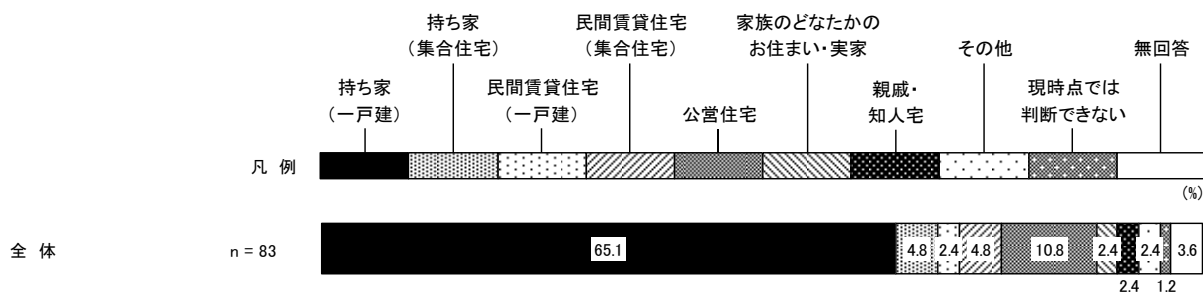 持ち家
（集合住宅）
民間賃貸住宅
（集合住宅）
家族のどなたかの
お住まい・実家
その他
無回答
持ち家
（一戸建）
民間賃貸住宅
（一戸建）
公営住宅
親戚・
知人宅
現時点では
判断できない
凡 例
(%)
全 体 n = 83 65.1 4.8 2.4 4.8 10.8 2.4 2.4 3.6
2.4 1.2